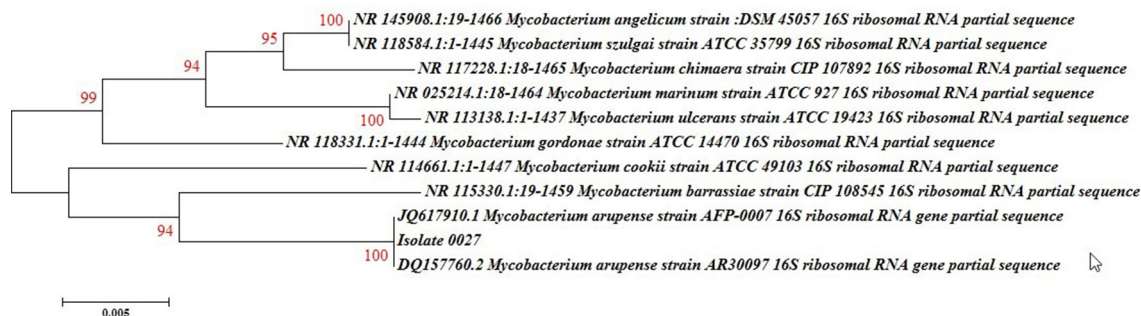 100
NR 145908.1:19-1466 Mycobacterium angelicum strain :DSM 45057 16S ribosomal RNA partial sequence
95
NR 118584.1:1-1445 Mycobacterium szulgai strain ATCC 35799 16S ribosomal RNA partial sequence
94
NR 117228.1:18-1465 Mycobacterium chimaera strain CIP 107892 16S ribosomal RNA partial sequence
99
NR 025214.1:18-1464 Mycobacterium marinum strain ATCC 927 16S ribosomal RNA partial sequence
100
NR 113138.1:1-1437 Mycobacterium ulcerans strain ATCC 19423 16S ribosomal RNA partial sequence
NR 118331.1:1-1444 Mycobacterium gordonae strain ATCC 14470 16S ribosomal RNA partial sequence
NR 114661.1:1-1447 Mycobacterium cookii strain ATCC 49103 16S ribosomal RNA partial sequence
NR 115330.1:19-1459 Mycobacterium barrassiae strain CIP 108545 16S ribosomal RNA partial sequence
94
JQ617910.1 Mycobacterium arupense strain AFP-0007 16S ribosomal RNA gene partial sequence
Isolate 0027
100
DQ157760.2 Mycobacterium arupense strain AR30097 16S ribosomal RNA gene partial sequence
0.005